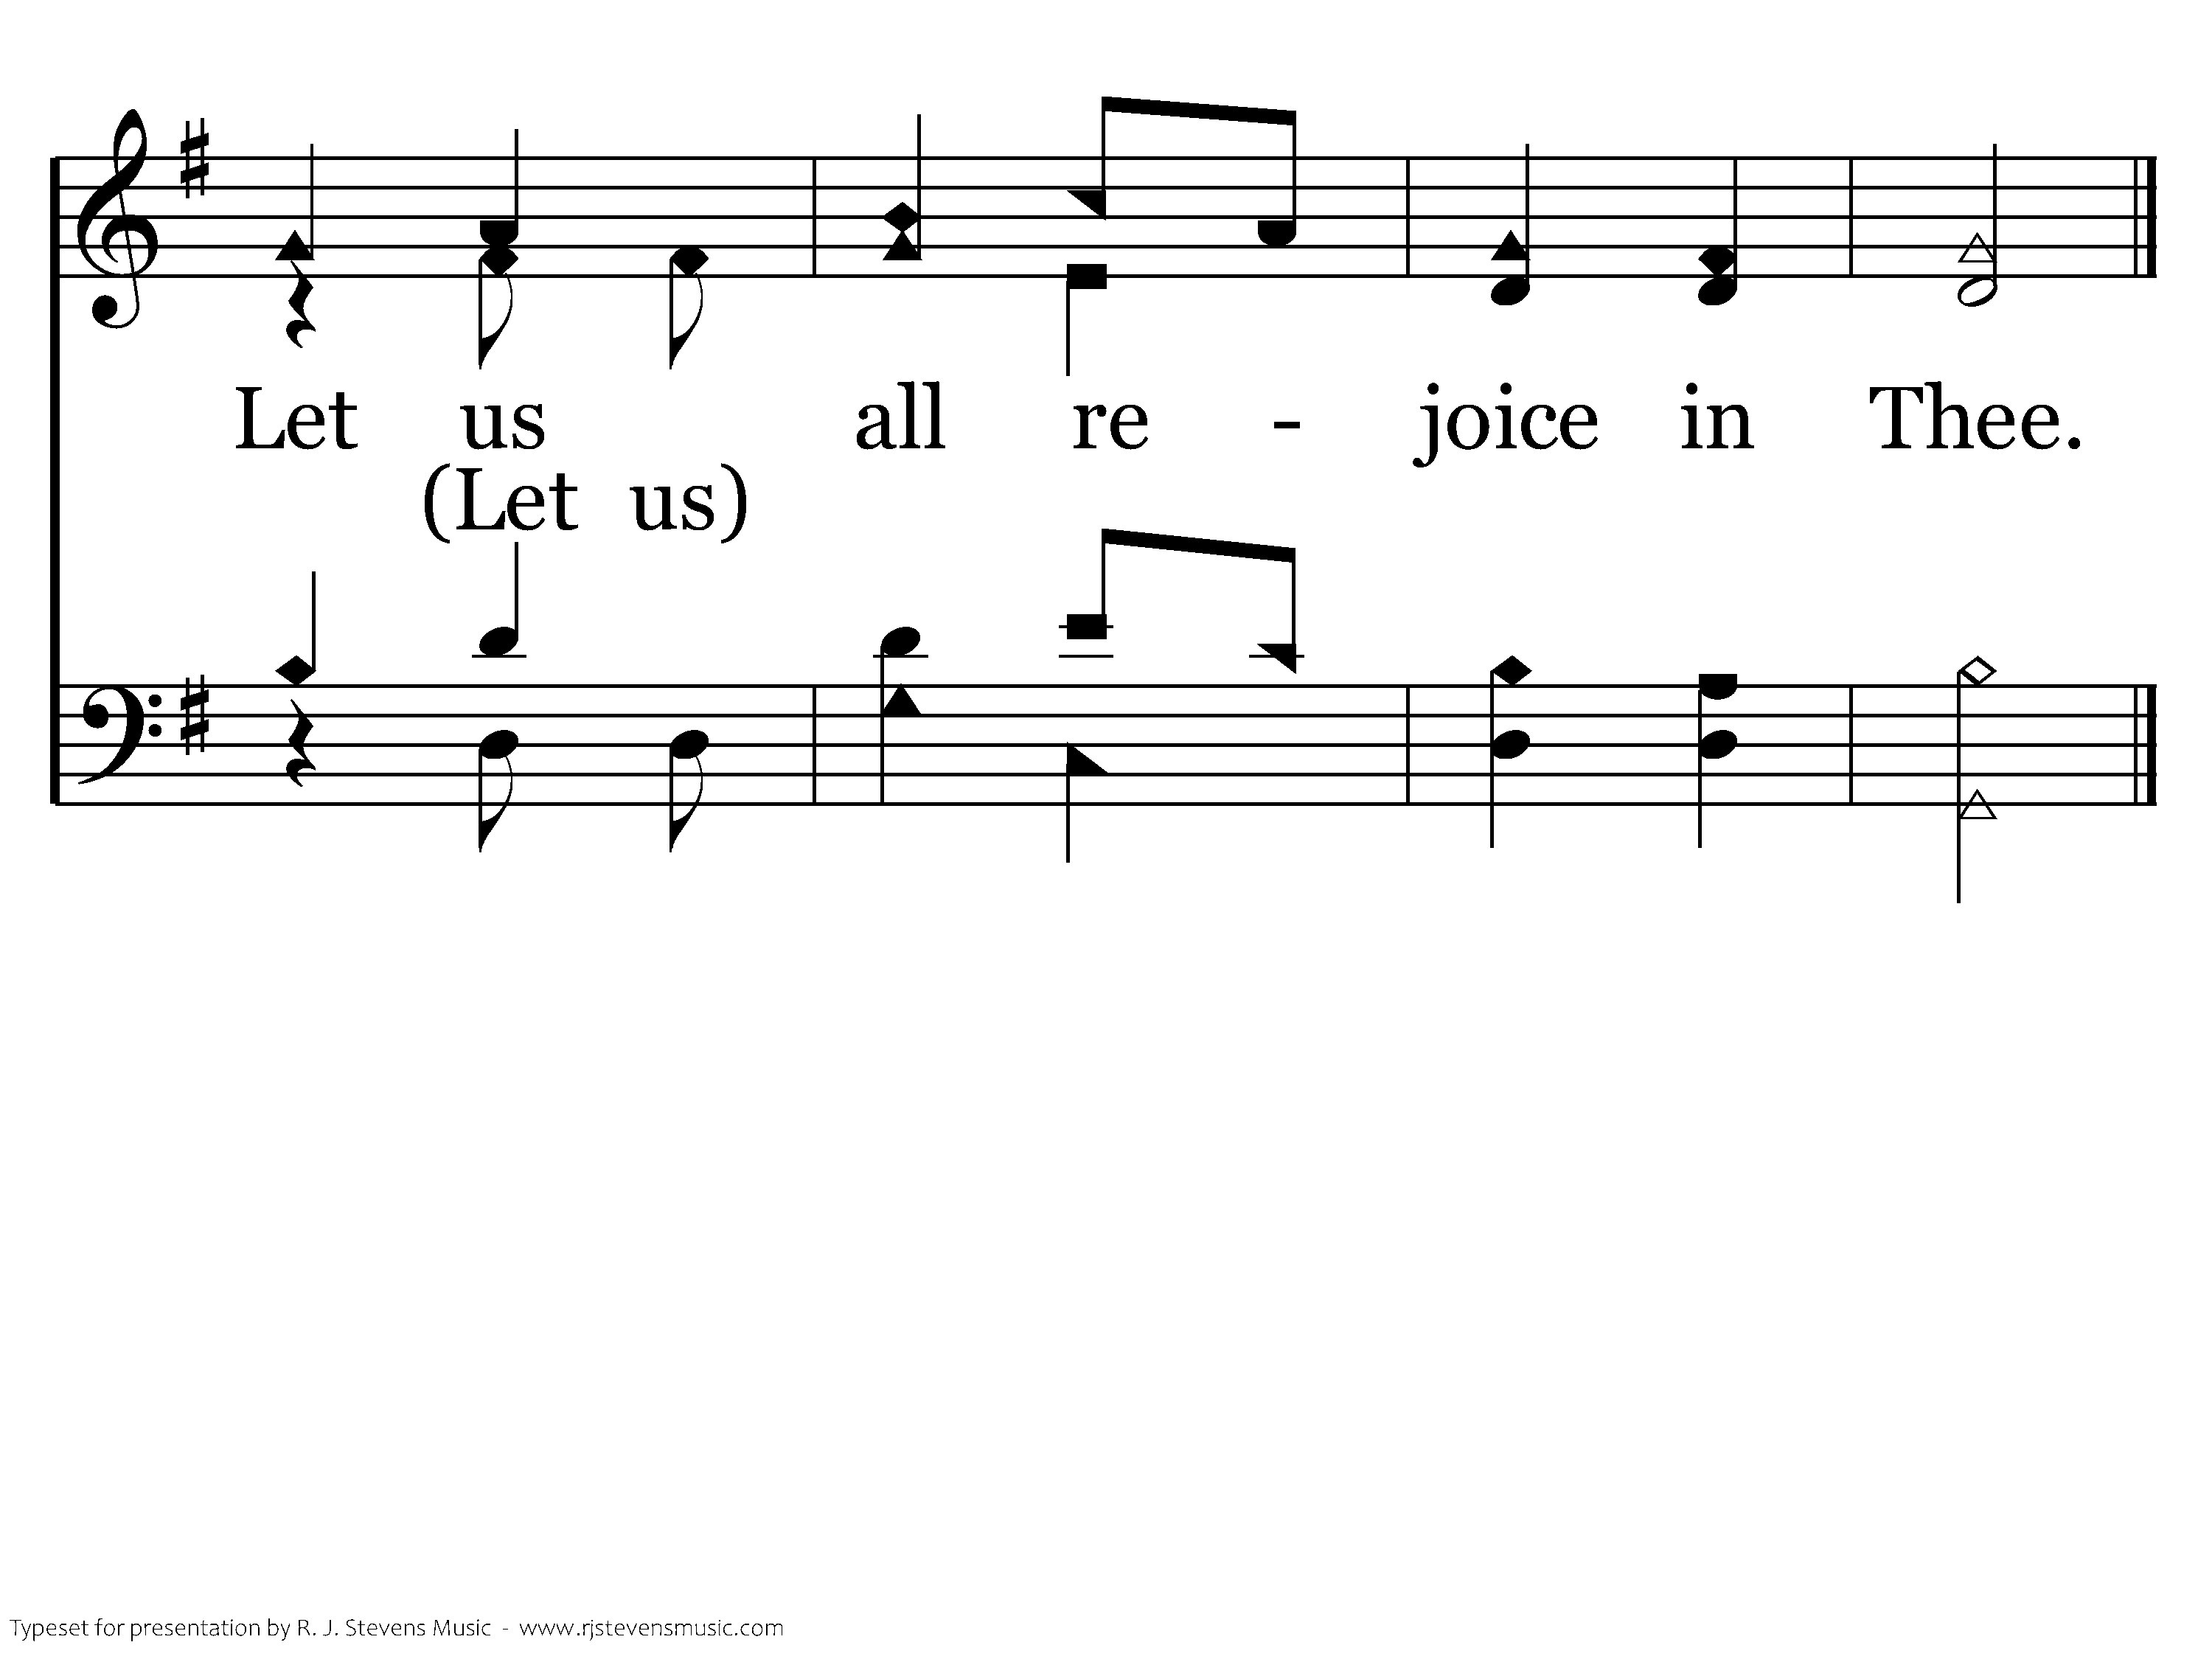 Let us all re - joice in Thee.
(Let us)
Typeset for presentation by R. J. Stevens Music - www.rjstevensmusic.com